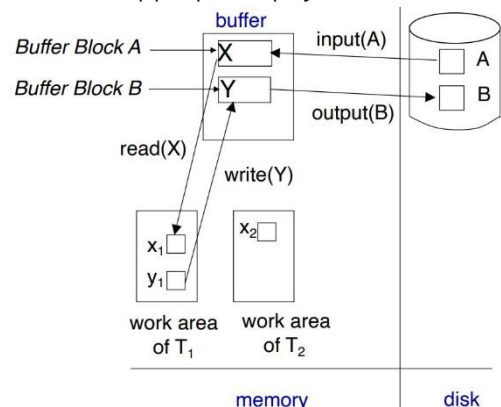 buffer
Buffer Block A
X
input(A)
A
Buffer Block B
Y
B
output(B)
read(X)
write(Y)
x1
x2
y1
work area
of T1
work area
of T2
memory
disk